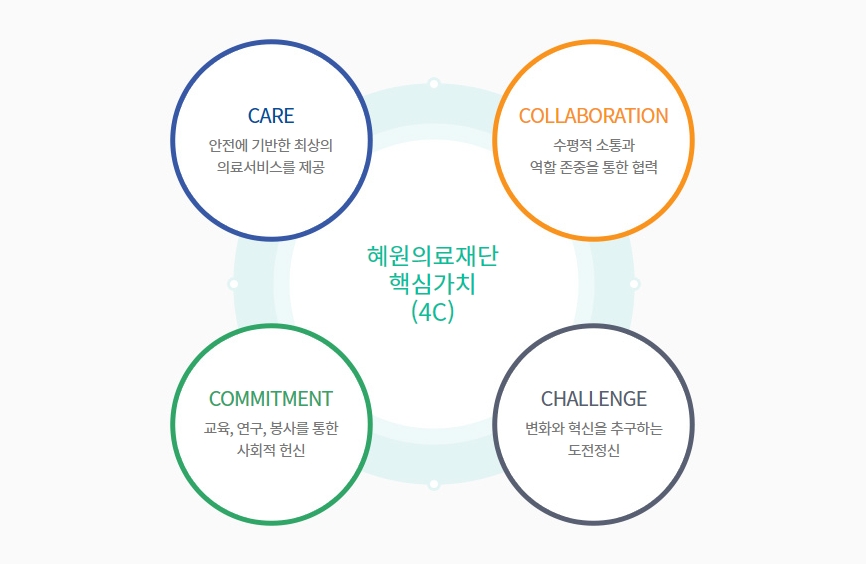 CARE
안전에 기반한 최상의
의료서비스를 제공
COLLABORATION
수평적 소통과
역할 존중을 통한 협력
혜원의료재단
핵심가치
(4C)
COMMITMENT
교육, 연구, 봉사를 통한
사회적 헌신
CHALLENGE
변화와 혁신을 추구하는
도전정신